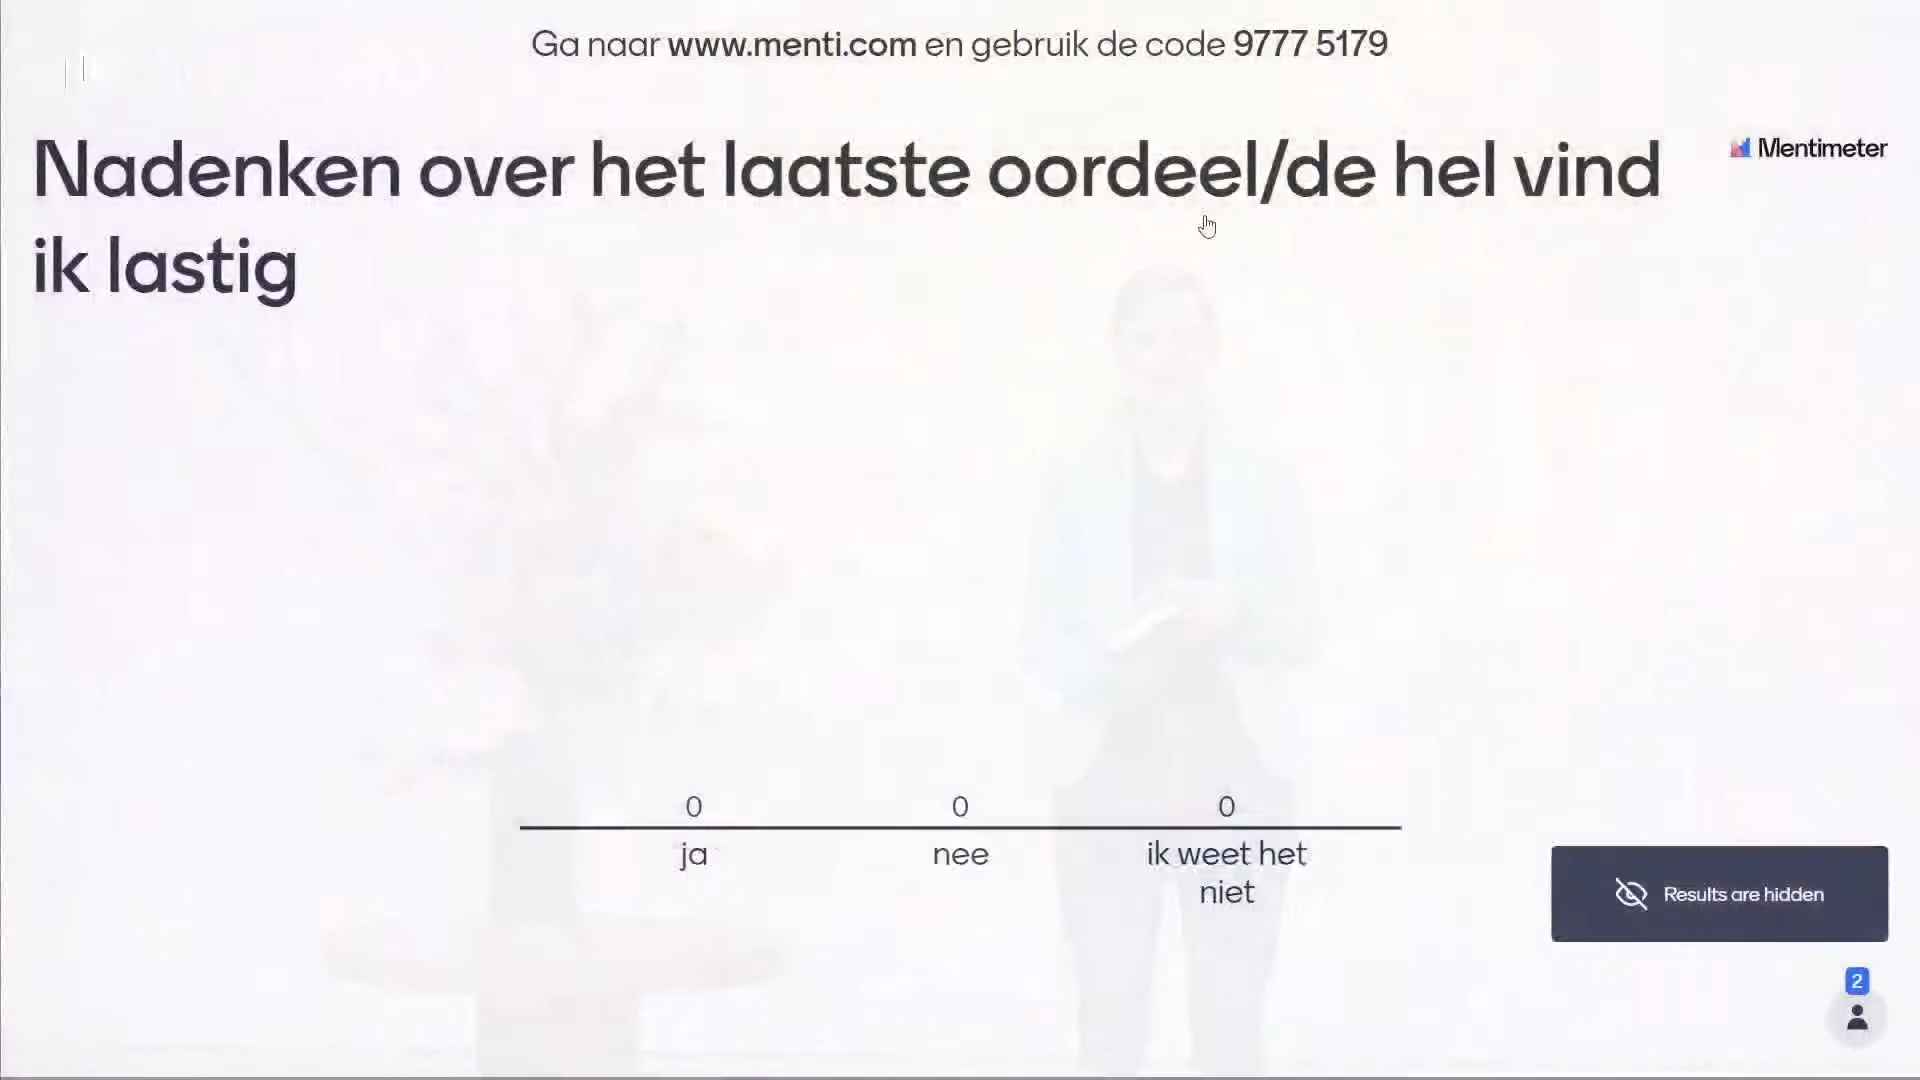 Ga naar www.menti.com en gebruik de code 9777 5179
Nadenken over het laatste oordeel/de hel vind
ik lastig
Mentimeter
0 0 0
ja nee ik weet het
niet
Results are hidden
2